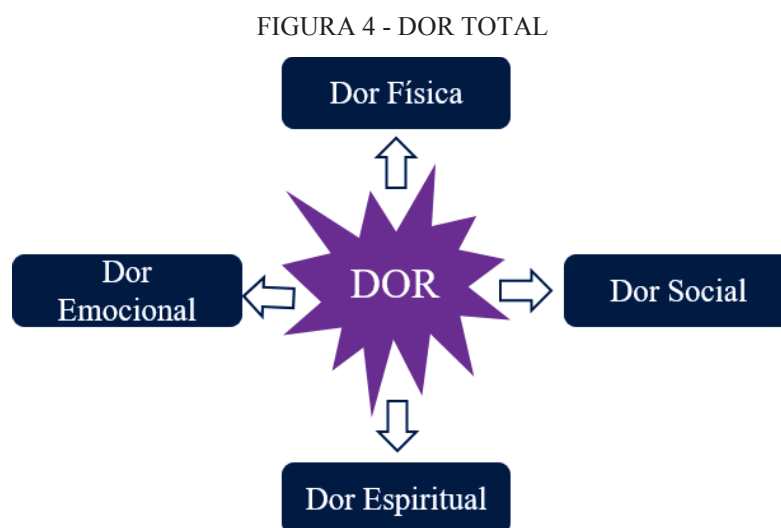 FIGURA 4 - DOR TOTAL
Dor Física
Dor
Emocional
DOR
Dor Social
Dor Espiritual